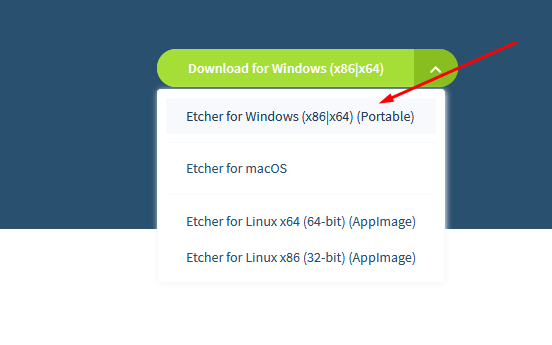 Download for Windows (x86|x64)
Etcher for Windows (x86|x64) (Portable)
Etcher for macOS
Etcher for Linux x64 (64-bit) (AppImage)
Etcher for Linux x86 (32-bit) (AppImage)